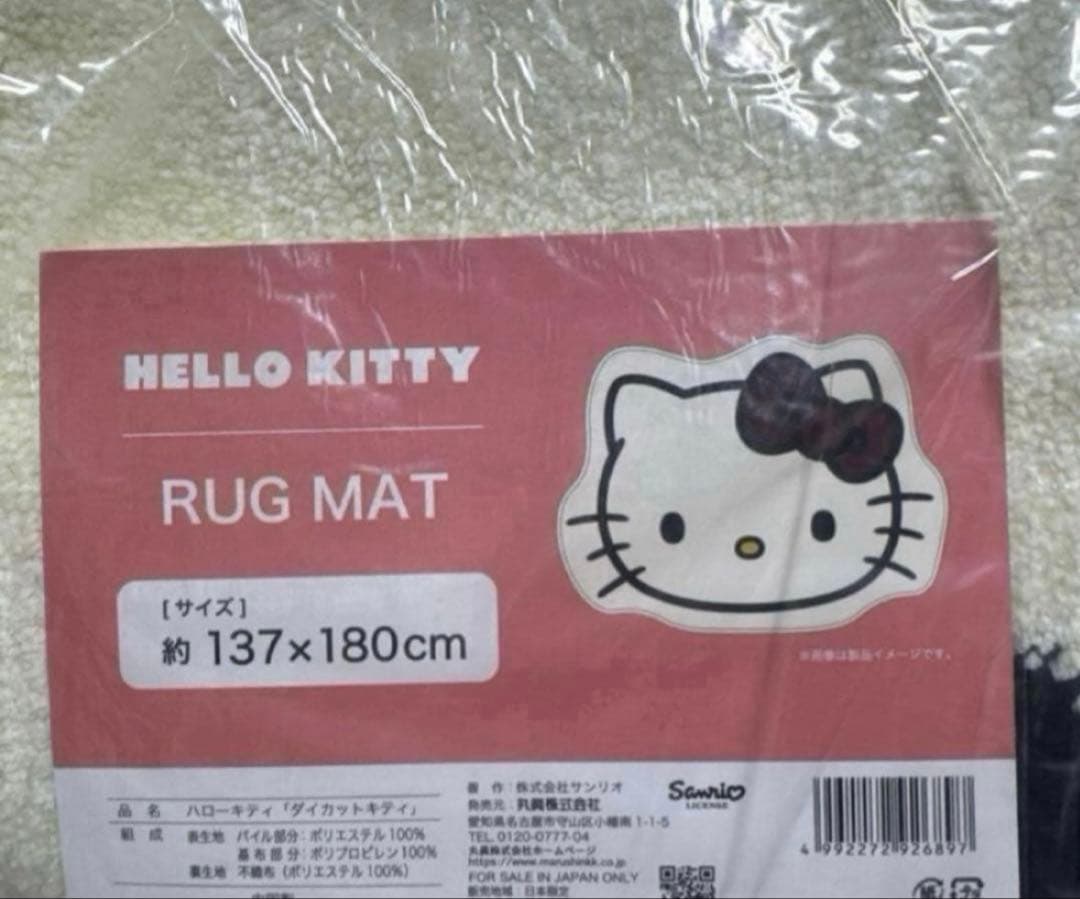 HELLO KITTY
RUG MAT
[サイズ]
約 137×180cm
※画像は製品イメージです。
品 名 ハローキティ「ダイカットキティ」
組 成 表生地 パイル部分：ポリエステル100%
基布部分：ポリプロピレン100%
裏生地 不織布（ポリエステル100%）
著 作：株式会社サンリオ
発売元：丸眞株式会社
愛知県名古屋市守山区小幡南 1-1-5
TEL 0120-0777-04
丸眞株式会社ホームページ
https://www.marushinkk.co.jp
FOR SALE IN JAPAN ONLY
販売地域：日本限定
Sanrio
LICENSE
4 992272 926897
紙